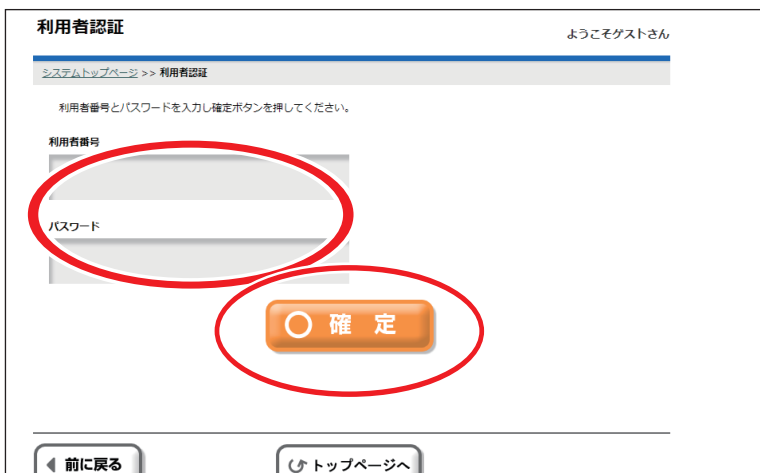 利用者認証
ようこそゲストさん
システムトップページ >> 利用者認証
利用者番号とパスワードを入力し確定ボタンを押してください。
利用者番号
パスワード
確 定
前に戻る
トップページへ